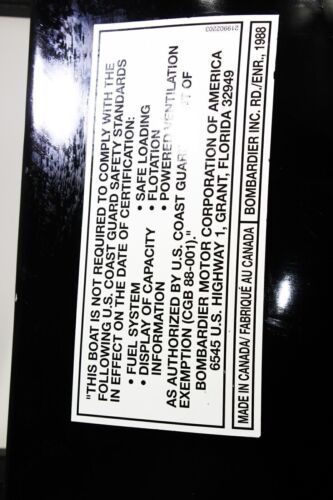 219902203
"THIS BOAT IS NOT REQUIRED TO COMPLY WITH THE
FOLLOWING U.S. COAST GUARD SAFETY STANDARDS
IN EFFECT ON THE DATE OF CERTIFICATION:
• FUEL SYSTEM • SAFE LOADING
• DISPLAY OF CAPACITY • FLOTATION
INFORMATION • POWERED VENTILATION
AS AUTHORIZED BY U.S. COAST GUAR OF
EXEMPTION (CGB 88-001)."
BOMBARDIER MOTOR CORPORATION OF AMERICA
6545 U.S. HIGHWAY 1, GRANT, FLORIDA 32949
MADE IN CANADA/ FABRIQUÉ AU CANADA BOMBARDIER INC. RD./ENR., 1988